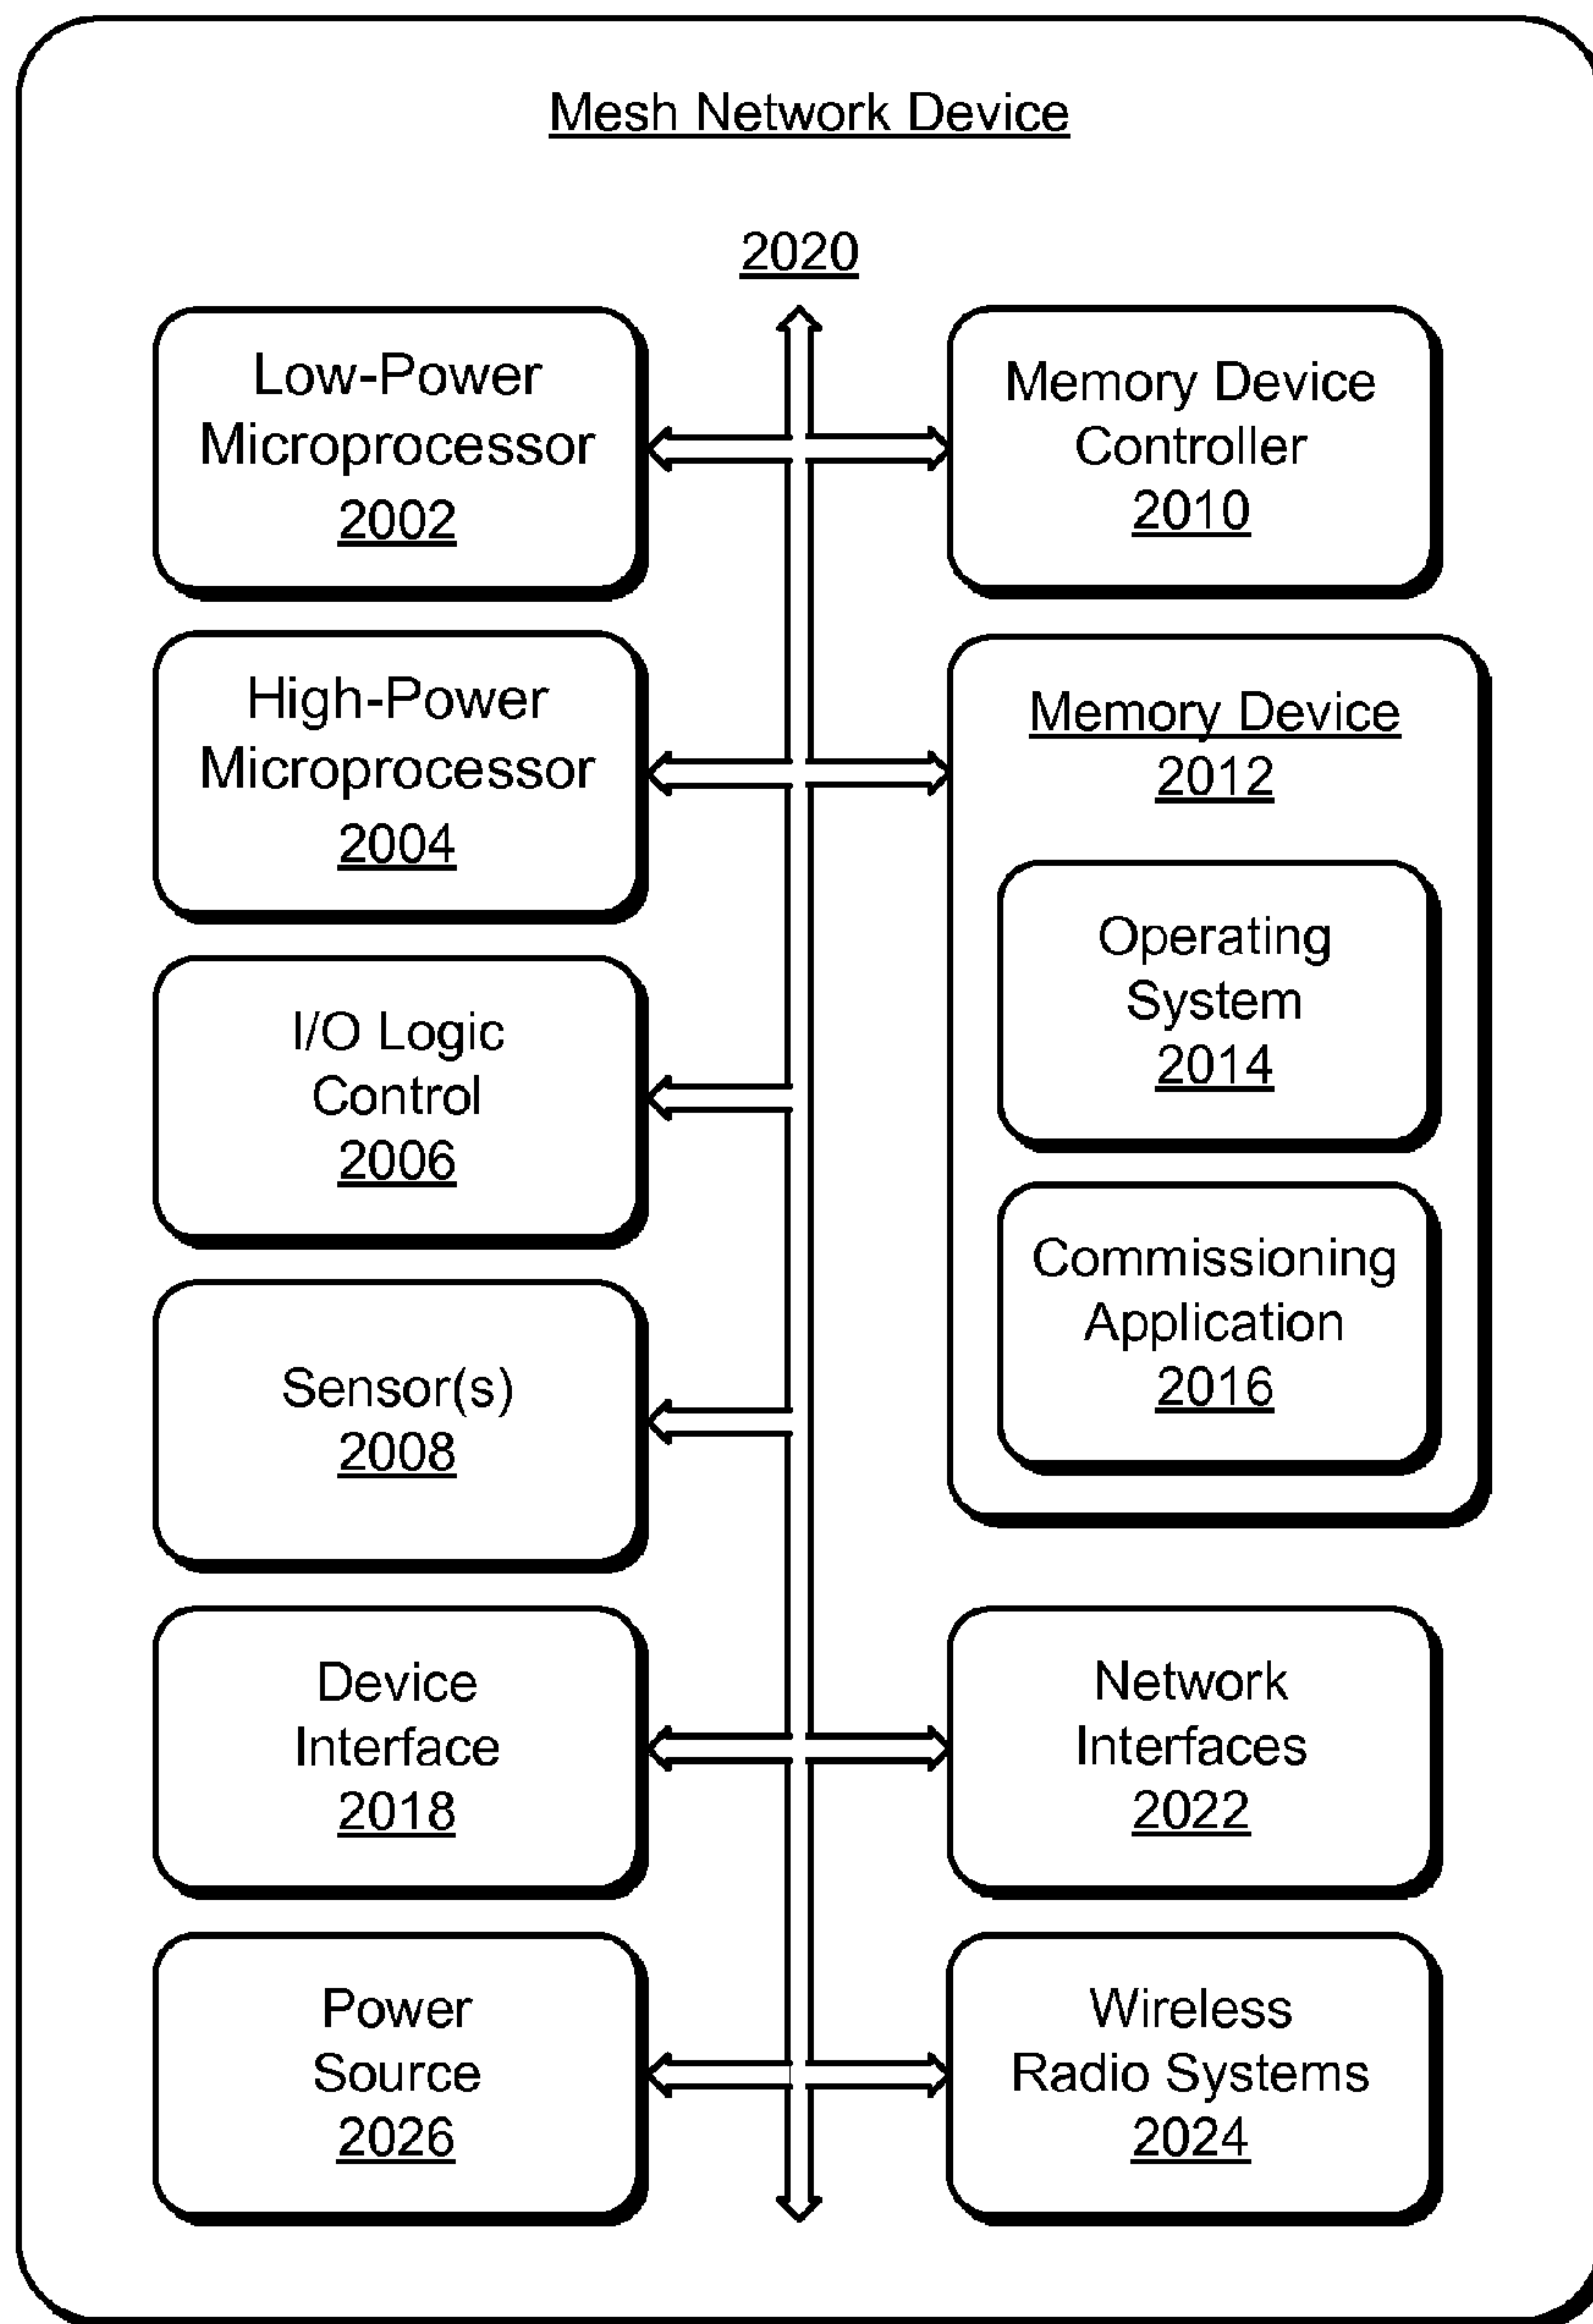 Mesh Network Device
2020
Low-Power
Microprocessor
2002
High-Power
Microprocessor
2004
I/O Logic
Control
2006
Sensor(s)
2008
Device
Interface
2018
Power
Source
2026
Memory Device
Controller
2010
Memory Device
2012
Operating
System
2014
Commissioning
Application
2016
Network
Interfaces
2022
Wireless
Radio Systems
2024